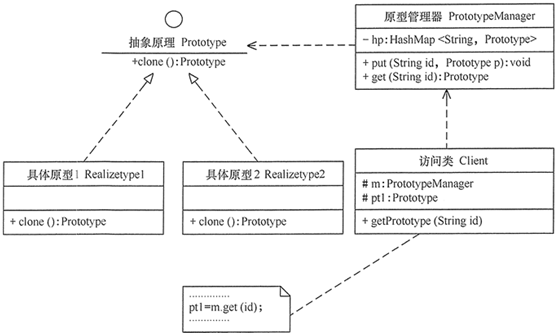 抽象原理 Prototype
+clone():Prototype
原型管理器 PrototypeManager
- hp:HashMap <String, Prototype>
+ put (String id, Prototype p):void
+ get (String id):Prototype
具体原型1 Realizetype1
+ clone ():Prototype
具体原型2 Realizetype2
+ clone ():Prototype
访问类 Client
# m:PrototypeManager
# pt1:Prototype
+ getPrototype (String id)
..............
pt1=m.get (id);
..............